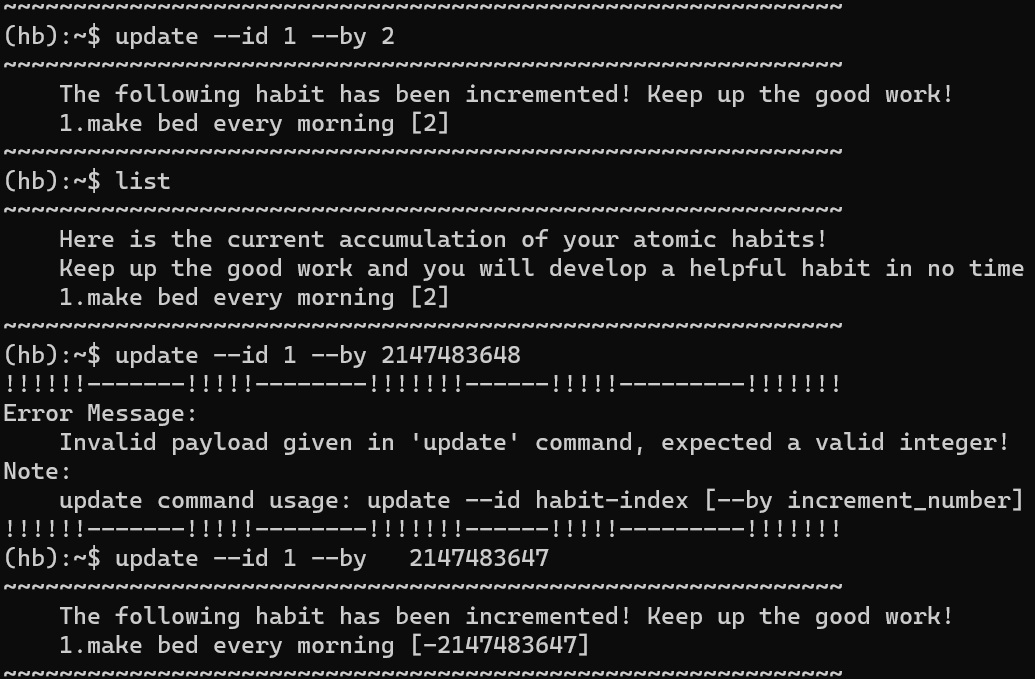 ~~~~~~~~~~~~~~~~~~~~~~~~~~~~~~~~~~~~~~~~~~~~~~~~~~~~~~~~~~~~
(hb):~$ update --id 1 --by 2
~~~~~~~~~~~~~~~~~~~~~~~~~~~~~~~~~~~~~~~~~~~~~~~~~~~~~~~~~~~~
    The following habit has been incremented! Keep up the good work!
    1.make bed every morning [2]
~~~~~~~~~~~~~~~~~~~~~~~~~~~~~~~~~~~~~~~~~~~~~~~~~~~~~~~~~~~~
(hb):~$ list
~~~~~~~~~~~~~~~~~~~~~~~~~~~~~~~~~~~~~~~~~~~~~~~~~~~~~~~~~~~~
    Here is the current accumulation of your atomic habits!
    Keep up the good work and you will develop a helpful habit in no time
    1.make bed every morning [2]
~~~~~~~~~~~~~~~~~~~~~~~~~~~~~~~~~~~~~~~~~~~~~~~~~~~~~~~~~~~~
(hb):~$ update --id 1 --by 2147483648
!!!!!!-------!!!!!--------!!!!!!!------!!!!!---------!!!!!!!
Error Message:
    Invalid payload given in 'update' command, expected a valid integer!
Note:
    update command usage: update --id habit-index [--by increment_number]
!!!!!!-------!!!!!--------!!!!!!!------!!!!!---------!!!!!!!
(hb):~$ update --id 1 --by   2147483647
~~~~~~~~~~~~~~~~~~~~~~~~~~~~~~~~~~~~~~~~~~~~~~~~~~~~~~~~~~~~
    The following habit has been incremented! Keep up the good work!
    1.make bed every morning [-2147483647]
~~~~~~~~~~~~~~~~~~~~~~~~~~~~~~~~~~~~~~~~~~~~~~~~~~~~~~~~~~~~